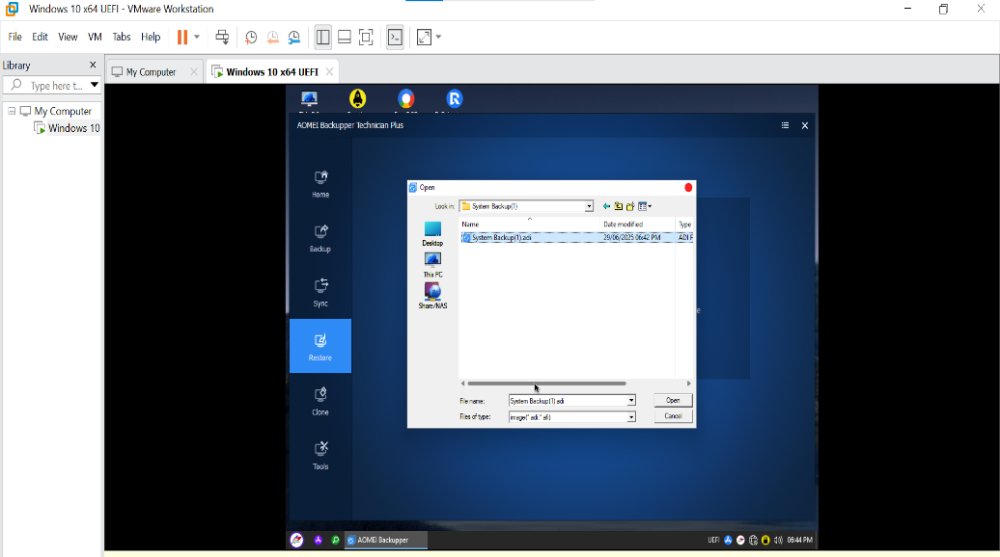 Windows 10 x64 UEFI - VMware Workstation
File Edit View VM Tabs Help
Library
Type here t...
My Computer
Windows 10
My Computer
Windows 10 x64 UEFI
AOMEI Backupper Technician Plus
Home
Backup
Sync
Restore
Clone
Tools
Open
Look in: System Backup(1)
Name Date modified Type
System Backup(1).adi 29/06/2025 06:42 PM ADI F
Desktop
This PC
Share/NAS
File name: System Backup(1).adi Open
Files of type: image(*.adi;*.afi) Cancel
AOMEI Backupper
UEFI 06:44 PM